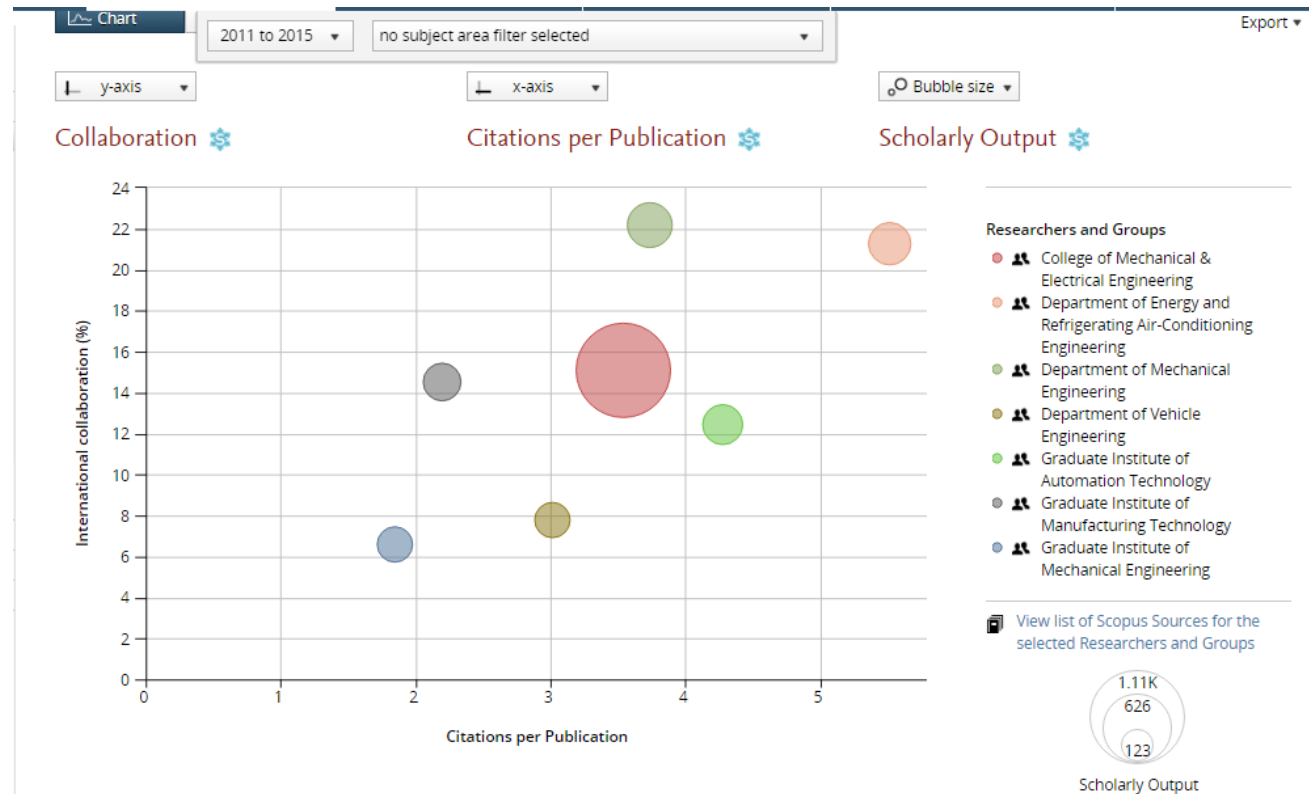 Chart
2011 to 2015
no subject area filter selected
Export
y-axis
x-axis
Bubble size
Collaboration
Citations per Publication
Scholarly Output
24
22
20
18
16
14
12
10
8
6
4
2
0
International collaboration (%)
0
1
2
3
4
5
Citations per Publication
Researchers and Groups
College of Mechanical &
Electrical Engineering
Department of Energy and
Refrigerating Air-Conditioning
Engineering
Department of Mechanical
Engineering
Department of Vehicle
Engineering
Graduate Institute of
Automation Technology
Graduate Institute of
Manufacturing Technology
Graduate Institute of
Mechanical Engineering
View list of Scopus Sources for the
selected Researchers and Groups
1.11K
626
123
Scholarly Output